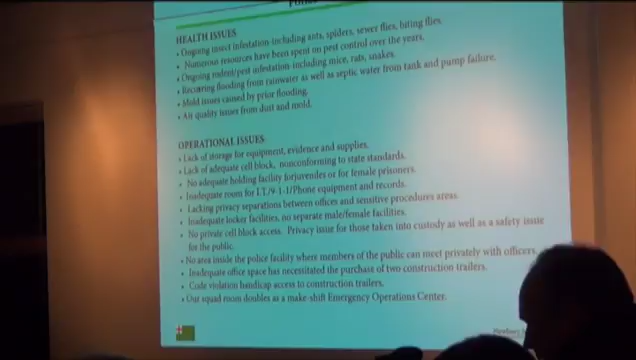 HEALTH ISSUES
• Ongoing insect infestation-including ants, spiders, sewer flies, biting flies.
• Numerous resources have been spent on pest control over the years.
• Ongoing rodent/pest infestation-including mice, rats, snakes.
• Recurring flooding from rainwater as well as septic water from tank and pump failure.
• Mold issues caused by prior flooding.
• Air quality issues from dust and mold.
OPERATIONAL ISSUES:
• Lack of storage for equipment, evidence and supplies.
• Lack of adequate cell block, nonconforming to state standards.
• No adequate holding facility for juveniles or for female prisoners.
• Inadequate room for I.T./9-1-1/Phone equipment and records.
• Lacking privacy separations between offices and sensitive procedures areas.
• Inadequate locker facilities, no separate male/female facilities.
• No private cell block access. Privacy issue for those taken into custody as well as a safety issue
for the public.
• No area inside the police facility where members of the public can meet privately with officers.
• Inadequate office space has necessitated the purchase of two construction trailers.
• Code violation handicap access to construction trailers.
• Our squad room doubles as a make-shift Emergency Operations Center.
Newbury